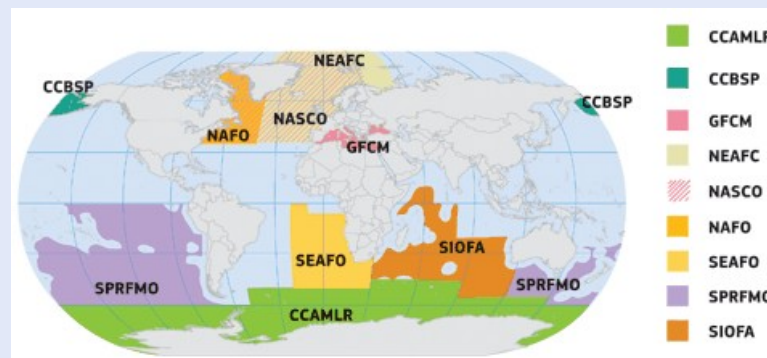 NEAFC
CCBSP
CCBSP
NASCO
NAFO
GFCM
SIOFA
SEAFO
SPRFMO
SPRFMO
CCAMLR
CCAMLR
CCBSP
GFCM
NEAFC
NASCO
NAFO
SEAFO
SPRFMO
SIOFA